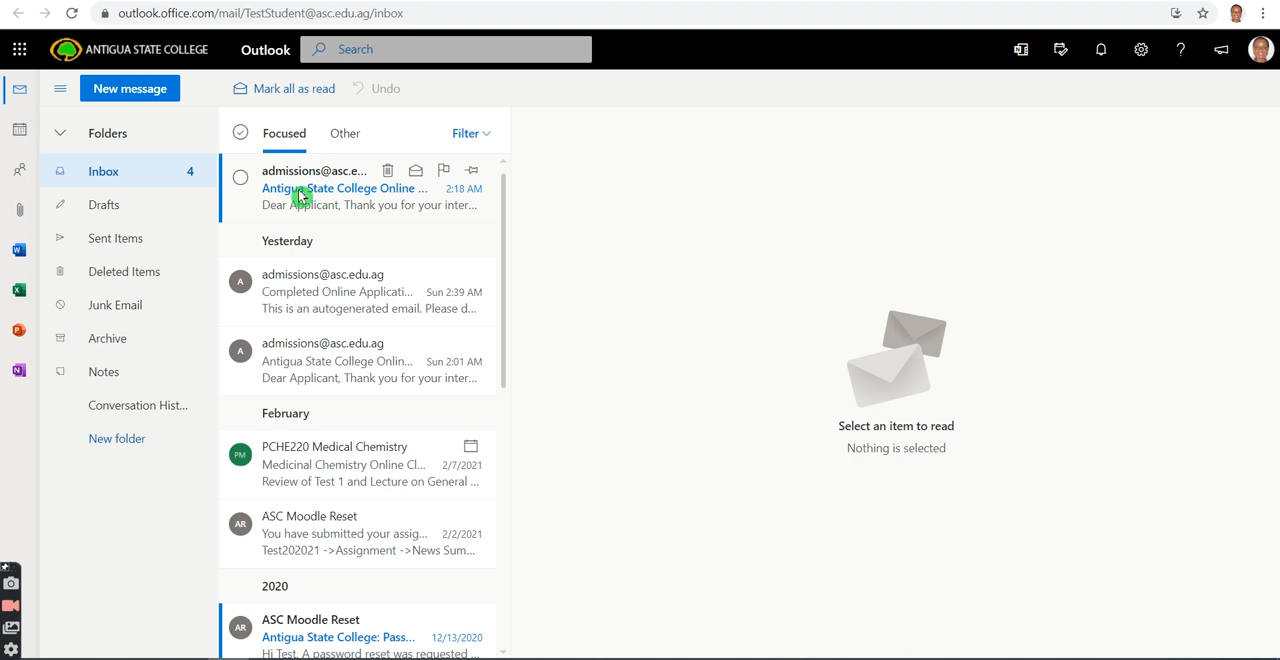 outlook.office.com/mail/TestStudent@asc.edu.ag/inbox
ANTIGUA STATE COLLEGE
Outlook
Search
New message
Mark all as read
Undo
Folders
Inbox 4
Drafts
Sent Items
Deleted Items
Junk Email
Archive
Notes
Conversation Hist...
New folder
Focused
Other
Filter
admissions@asc.e...
Antigua State College Online ... 2:18 AM
Dear Applicant, Thank you for your inter...
Yesterday
A
admissions@asc.edu.ag
Completed Online Applicati... Sun 2:39 AM
This is an autogenerated email. Please d...
A
admissions@asc.edu.ag
Antigua State College Onlin... Sun 2:01 AM
Dear Applicant, Thank you for your inter...
February
PM
PCHE220 Medical Chemistry
Medicinal Chemistry Online Cl... 2/7/2021
Review of Test 1 and Lecture on General ...
AR
ASC Moodle Reset
You have submitted your assig... 2/2/2021
Test202021 ->Assignment ->News Sum...
2020
AR
ASC Moodle Reset
Antigua State College: Pass... 12/13/2020
Hi Test, A password reset was requested ...
Select an item to read
Nothing is selected